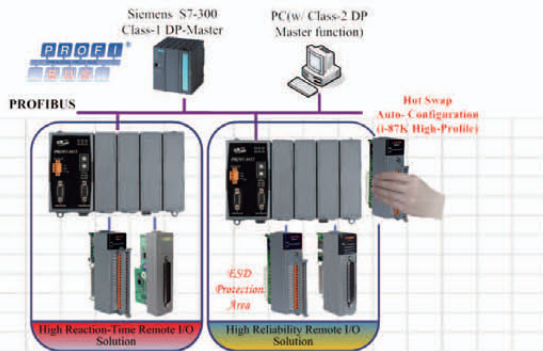 Siemens S7-300
Class-1 DP-Master
PC(w/ Class-2 DP
Master function)
PROFI
BUS
PROFIBUS
Hot Swap
Auto- Configuration
(i-87K High-Profile)
ESD
Protection
Area
High Reaction-Time Remote I/O
Solution
High Reliability Remote I/O
Solution